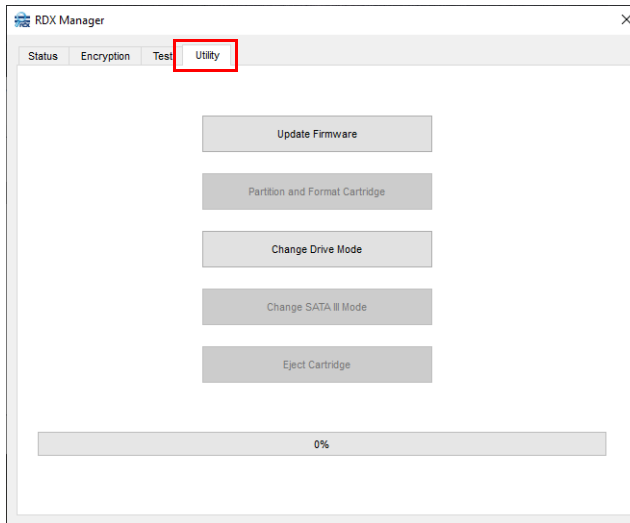 RDX Manager
Status Encryption Test Utility
Update Firmware
Partition and Format Cartridge
Change Drive Mode
Change SATA III Mode
Eject Cartridge
0%